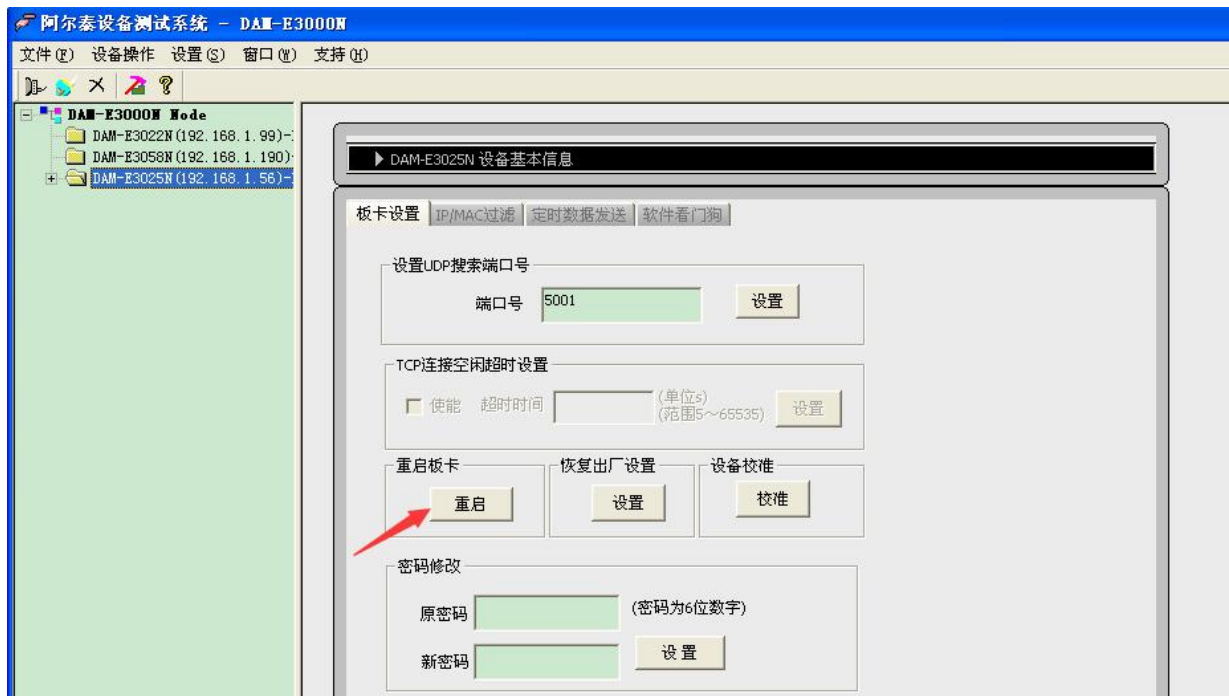 阿尔泰设备测试系统 - DAM-E3000N
文件(F) 设备操作 设置(S) 窗口(W) 支持(H)
DAM-E3000N Node
DAM-E3022N(192.168.1.99)-
DAM-E3058N(192.168.1.190)-
DAM-E3025N(192.168.1.56)-
DAM-E3025N 设备基本信息
板卡设置 IP/MAC过滤 定时数据发送 软件看门狗
设置UDP搜索端口号
端口号 5001 设置
TCP连接空闲超时设置
使能 超时时间 (单位s) 设置
(范围5～65535)
重启板卡 恢复出厂设置 设备校准
重启 设置 校准
密码修改
原密码 (密码为6位数字)
新密码 设置